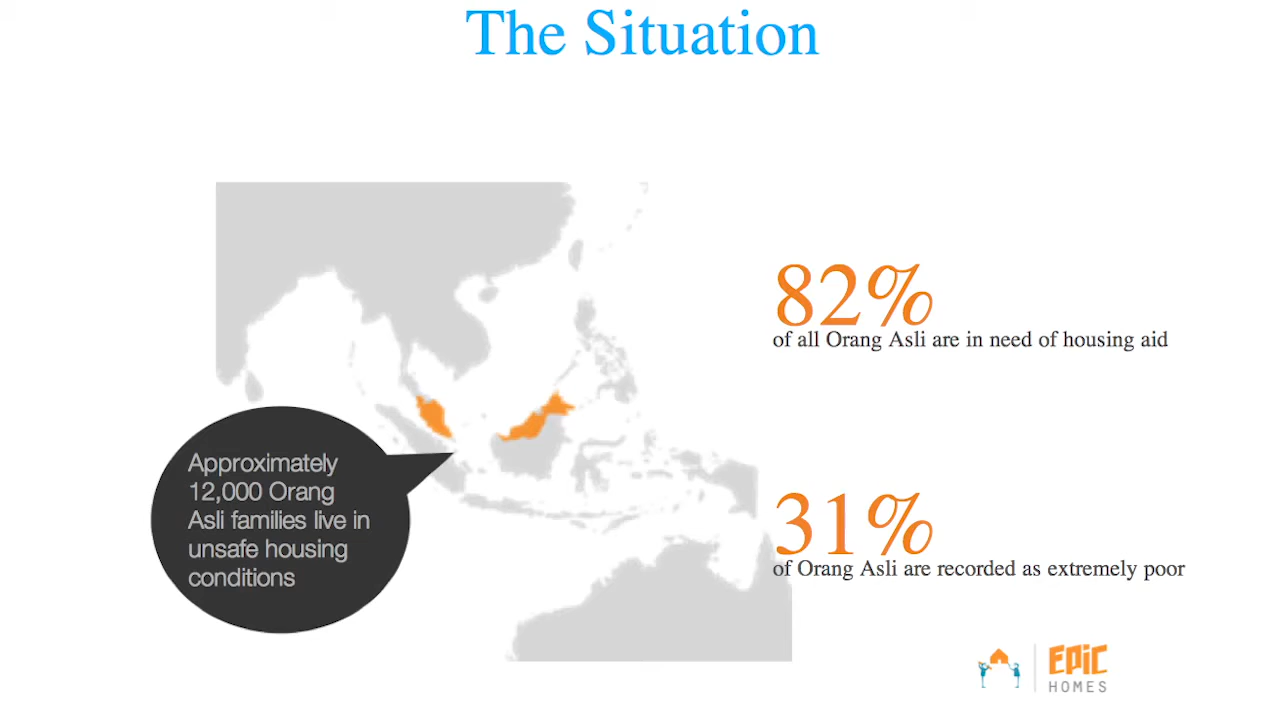 The Situation
82%
of all Orang Asli are in need of housing aid
Approximately
12,000 Orang
Asli families live in
unsafe housing
conditions
31%
of Orang Asli are recorded as extremely poor
EPIC
HOMES